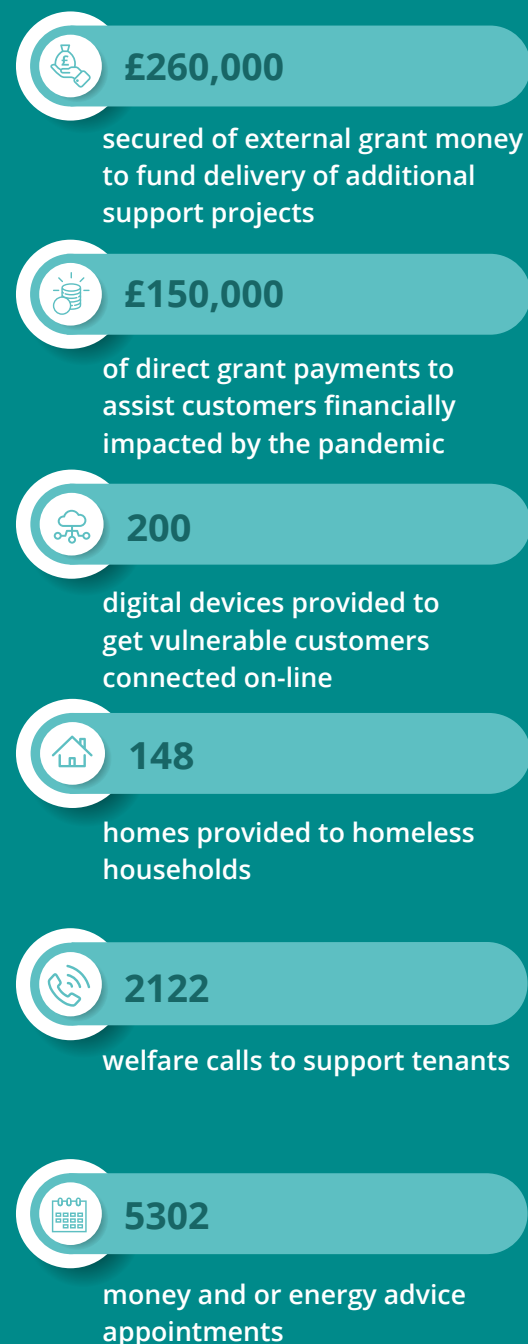 £260,000
secured of external grant money
to fund delivery of additional
support projects
£150,000
of direct grant payments to
assist customers financially
impacted by the pandemic
200
digital devices provided to
get vulnerable customers
connected on-line
148
homes provided to homeless
households
2122
welfare calls to support tenants
5302
money and or energy advice
appointments